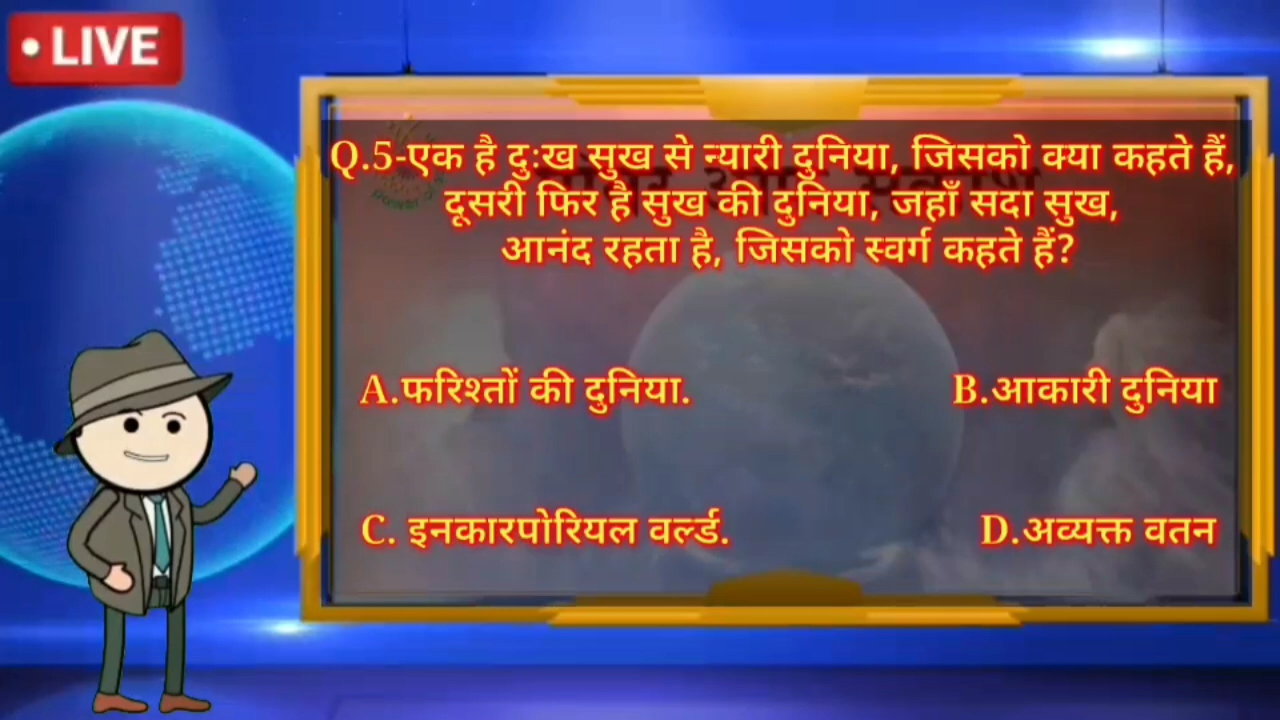 • LIVE
Q.5-एक है दुःख सुख से न्यारी दुनिया, जिसको क्या कहते हैं,
दूसरी फिर है सुख की दुनिया, जहाँ सदा सुख,
आनंद रहता है, जिसको स्वर्ग कहते हैं?
A.फरिश्तों की दुनिया.
B.आकारी दुनिया
C. इनकारपोरियल वर्ल्ड.
D.अव्यक्त वतन